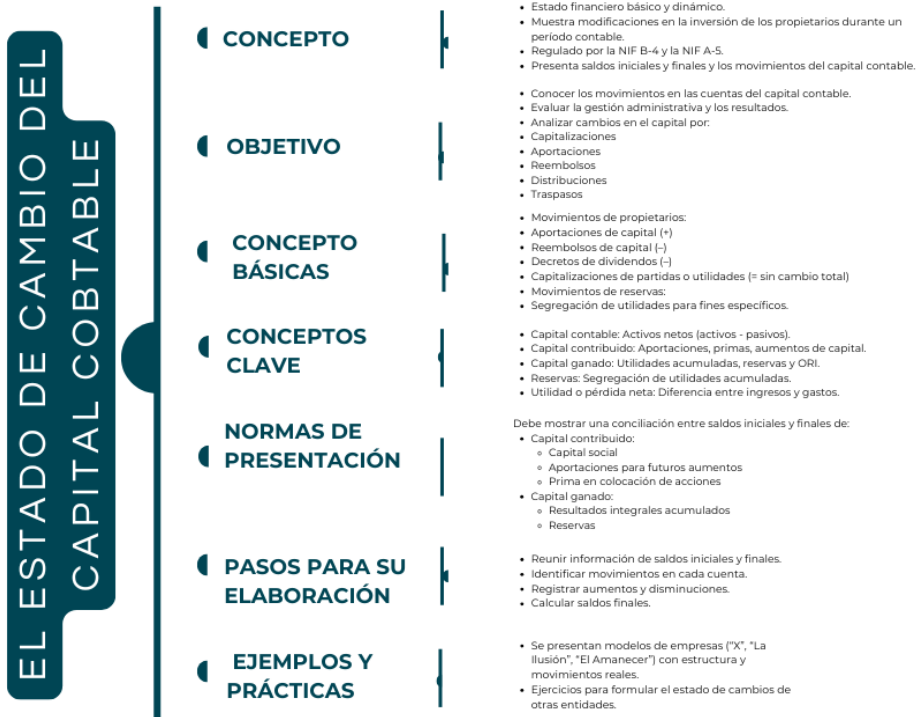 EL ESTADO DE CAMBIO DEL
CAPITAL COBTABLE
CONCEPTO
• Estado financiero básico y dinámico.
• Muestra modificaciones en la inversión de los propietarios durante un
período contable.
• Regulado por la NIF B-4 y la NIF A-5.
• Presenta saldos iniciales y finales y los movimientos del capital contable.
OBJETIVO
• Conocer los movimientos en las cuentas del capital contable.
• Evaluar la gestión administrativa y los resultados.
• Analizar cambios en el capital por:
• Capitalizaciones
• Aportaciones
• Reembolsos
• Distribuciones
• Traspasos
CONCEPTO
BÁSICAS
• Movimientos de propietarios:
• Aportaciones de capital (+)
• Reembolsos de capital (–)
• Decretos de dividendos (–)
• Capitalizaciones de partidas o utilidades (= sin cambio total)
• Movimientos de reservas:
• Segregación de utilidades para fines específicos.
CONCEPTOS
CLAVE
• Capital contable: Activos netos (activos - pasivos).
• Capital contribuido: Aportaciones, primas, aumentos de capital.
• Capital ganado: Utilidades acumuladas, reservas y ORI.
• Reservas: Segregación de utilidades acumuladas.
• Utilidad o pérdida neta: Diferencia entre ingresos y gastos.
NORMAS DE
PRESENTACIÓN
Debe mostrar una conciliación entre saldos iniciales y finales de:
• Capital contribuido:
◦ Capital social
◦ Aportaciones para futuros aumentos
◦ Prima en colocación de acciones
• Capital ganado:
◦ Resultados integrales acumulados
◦ Reservas
PASOS PARA SU
ELABORACIÓN
• Reunir información de saldos iniciales y finales.
• Identificar movimientos en cada cuenta.
• Registrar aumentos y disminuciones.
• Calcular saldos finales.
EJEMPLOS Y
PRÁCTICAS
• Se presentan modelos de empresas (“X”, “La
Ilusión”, “El Amanecer”) con estructura y
movimientos reales.
• Ejercicios para formular el estado de cambios de
otras entidades.